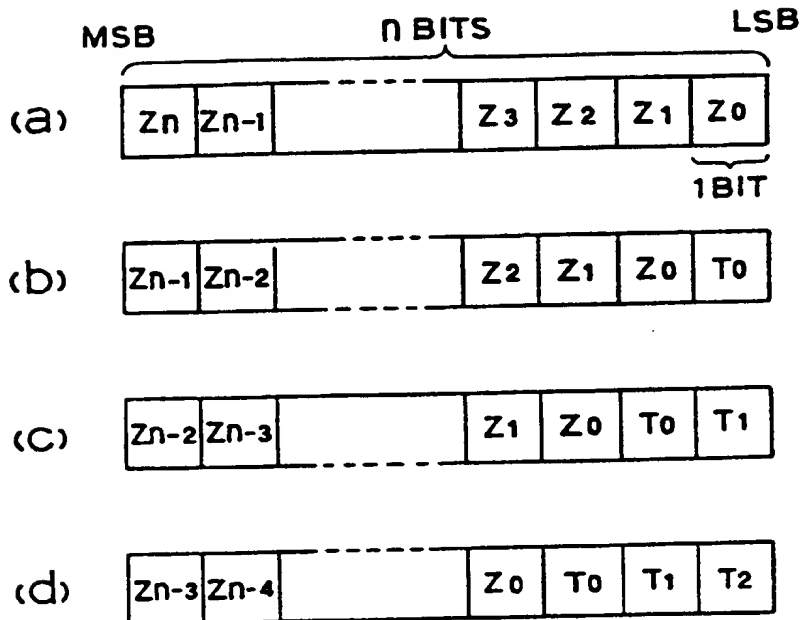 MSB n BITS LSB
(a) Zn Zn-1 Z3 Z2 Z1 Z0
1BIT
(b) Zn-1 Zn-2 Z2 Z1 Z0 T0
(c) Zn-2 Zn-3 Z1 Z0 T0 T1
(d) Zn-3 Zn-4 Z0 T0 T1 T2